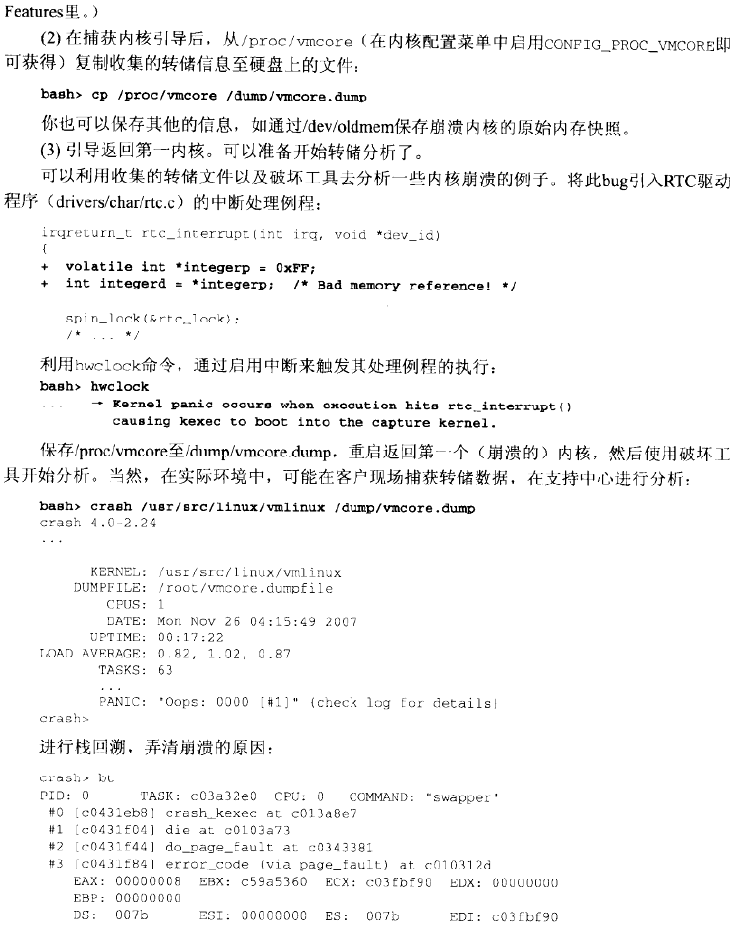 Features里。）
(2) 在捕获内核引导后，从/proc/vmcore（在内核配置菜单中启用CONFIG_PROC_VMCORE即
可获得）复制收集的转储信息至硬盘上的文件：
bash> cp /proc/vmcore /dump/vmcore.dump
你也可以保存其他的信息，如通过/dev/oldmem保存崩溃内核的原始内存快照。
(3) 引导返回第一内核。可以准备开始转储分析了。
可以利用收集的转储文件以及破坏工具去分析一些内核崩溃的例子。将此bug引入RTC驱动
程序（drivers/char/rtc.c）的中断处理例程：
irqreturn_t rtc_interrupt(int irq, void *dev_id)
{
+ volatile int *integerp = 0xFF;
+ int integerd = *integerp; /* Bad memory reference! */
spin_lock(&rtc_lock);
/* ... */
利用hwclock命令，通过启用中断来触发其处理例程的执行：
bash> hwclock
... → Kernel panic occurs when execution hits rtc_interrupt()
causing kexec to boot into the capture kernel.
保存/proc/vmcore至/dump/vmcore.dump，重启返回第一个（崩溃的）内核，然后使用破坏工
具开始分析。当然，在实际环境中，可能在客户现场捕获转储数据，在支持中心进行分析：
bash> crash /usr/src/linux/vmlinux /dump/vmcore.dump
crash 4.0-2.24
...
KERNEL: /usr/src/linux/vmlinux
DUMPFILE: /root/vmcore.dumpfile
CPUS: 1
DATE: Mon Nov 26 04:15:49 2007
UPTIME: 00:17:22
LOAD AVERAGE: 0.82, 1.02, 0.87
TASKS: 63
...
PANIC: "Oops: 0000 [#1]" (check log for details)
crash>
进行栈回溯，弄清崩溃的原因：
crash> bt
PID: 0 TASK: c03a32e0 CPU: 0 COMMAND: "swapper"
#0 [c0431eb8] crash_kexec at c013a8e7
#1 [c0431f04] die at c0103a73
#2 [c0431f44] do_page_fault at c0343381
#3 [c0431f84] error_code (via page_fault) at c010312d
EAX: 00000008 EBX: c59a5360 ECX: c03fbf90 EDX: 00000000
EBP: 00000000
DS: 007b ESI: 00000000 ES: 007b EDI: c03fbf90